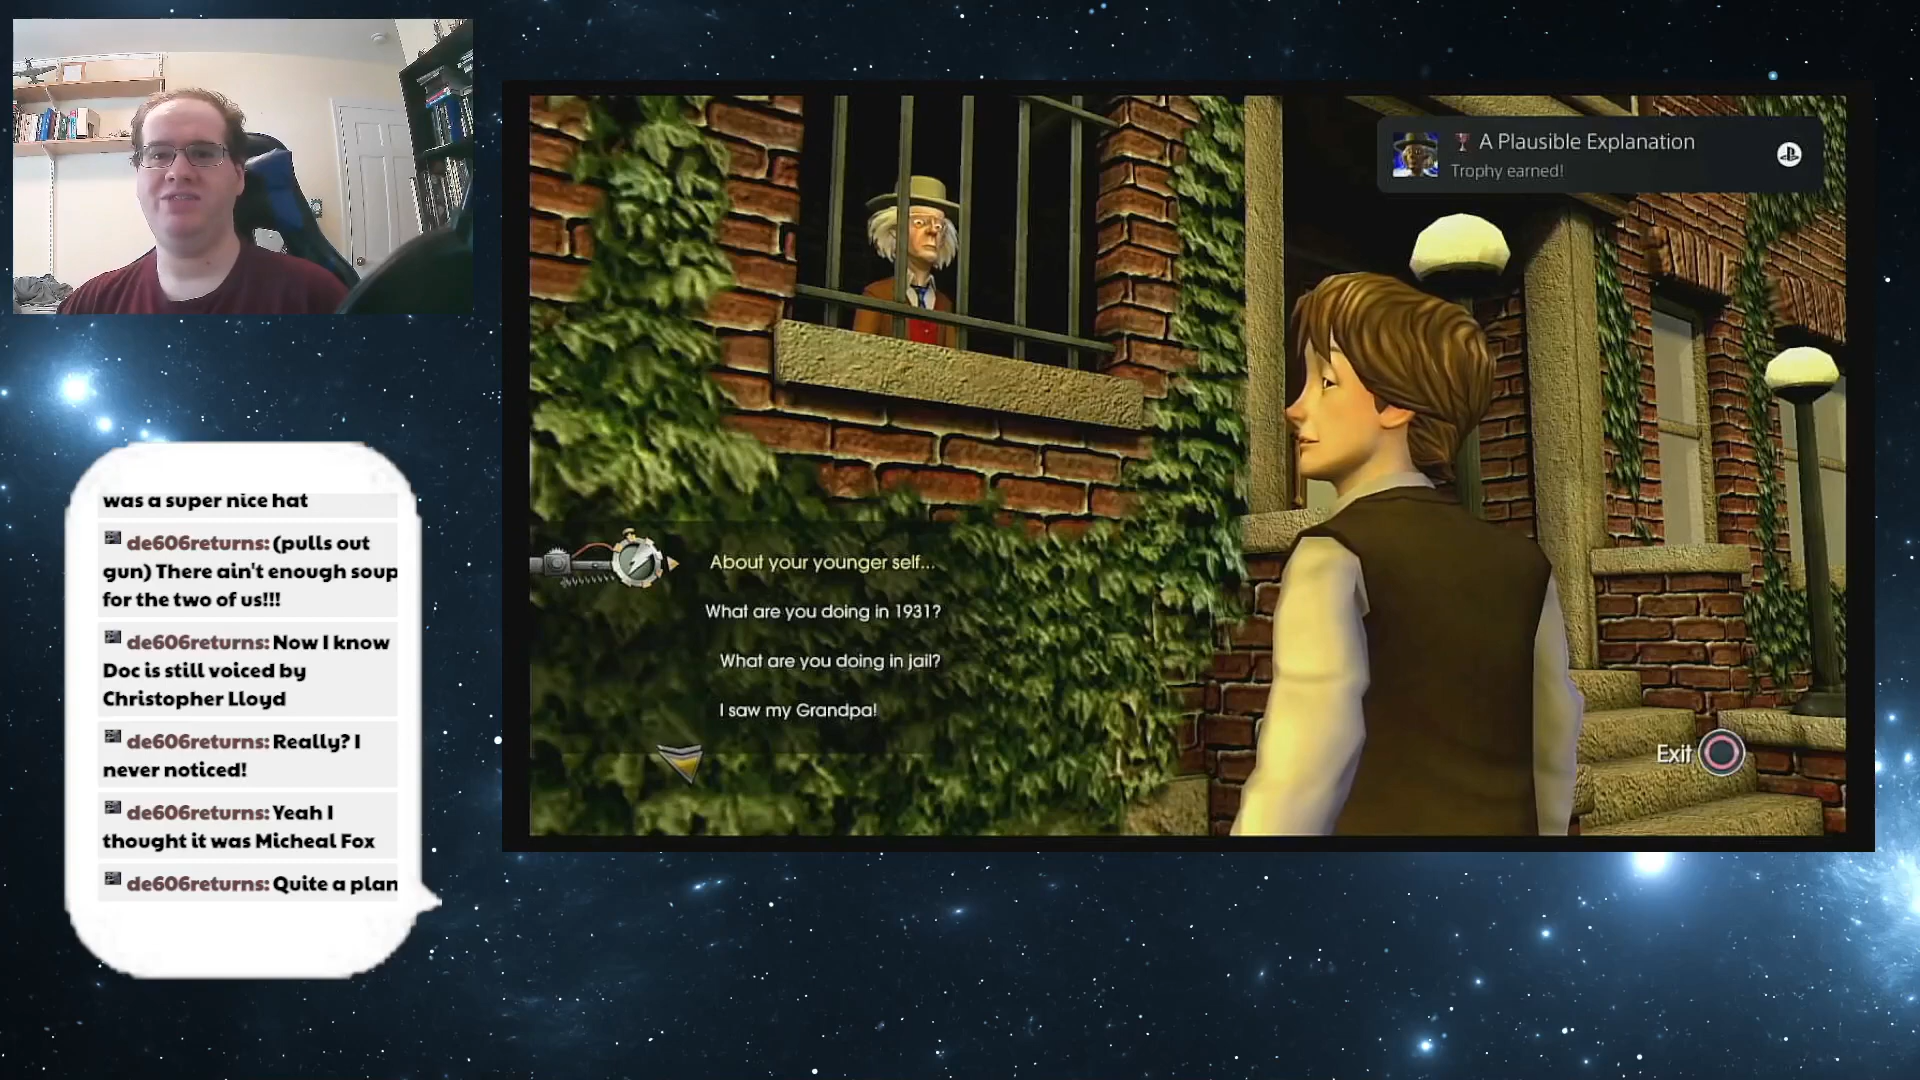 was a super nice hat
de606returns: (pulls out
gun) There ain't enough soup
for the two of us!!!
de606returns: Now I know
Doc is still voiced by
Christopher Lloyd
de606returns: Really? I
never noticed!
de606returns: Yeah I
thought it was Micheal Fox
de606returns: Quite a plan
A Plausible Explanation
Trophy earned!
About your younger self...
What are you doing in 1931?
What are you doing in jail?
I saw my Grandpa!
Exit